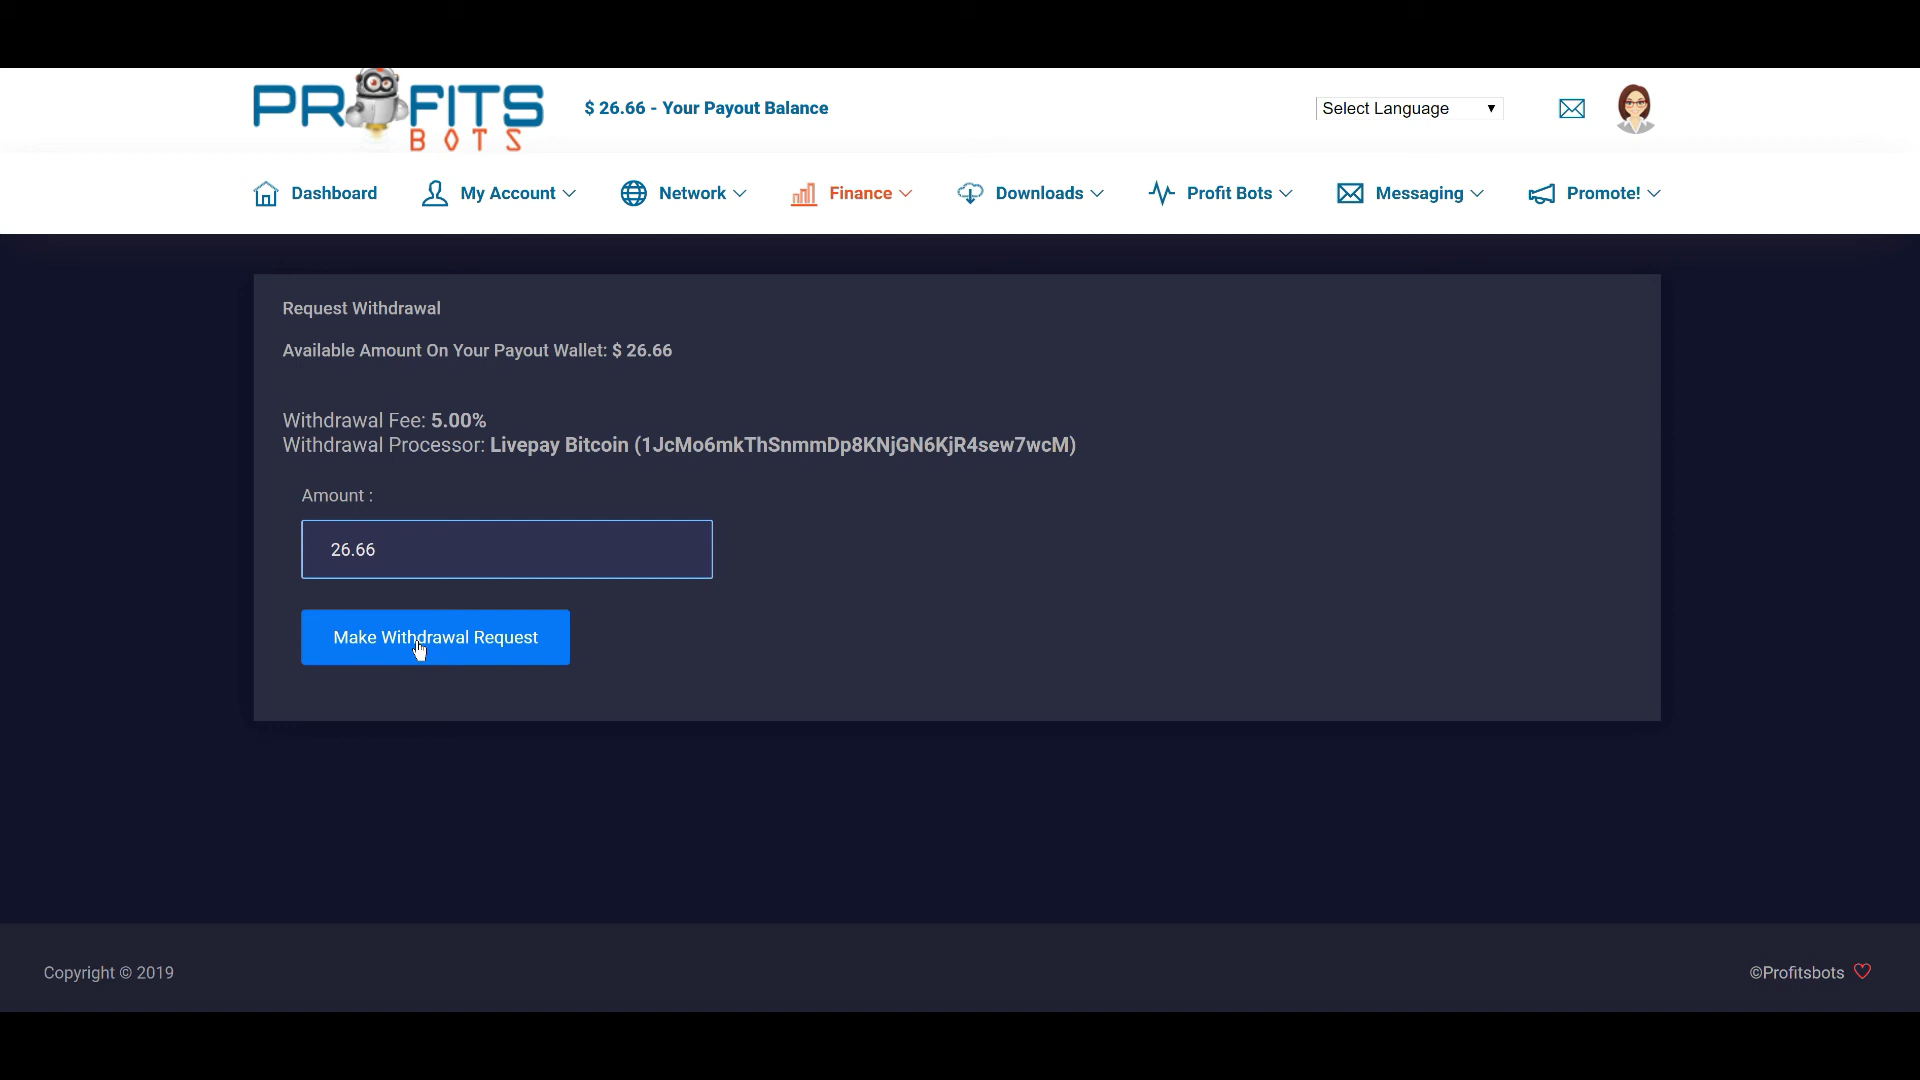 PROFITS
BOTS
$ 26.66 - Your Payout Balance
Select Language
Dashboard
My Account
Network
Finance
Downloads
Profit Bots
Messaging
Promote!
Request Withdrawal
Available Amount On Your Payout Wallet: $ 26.66
Withdrawal Fee: 5.00%
Withdrawal Processor: Livepay Bitcoin (1JcMo6mkThSnmmDp8KNjGN6KjR4sew7wcM)
Amount :
26.66
Make Withdrawal Request
Copyright © 2019
©Profitsbots